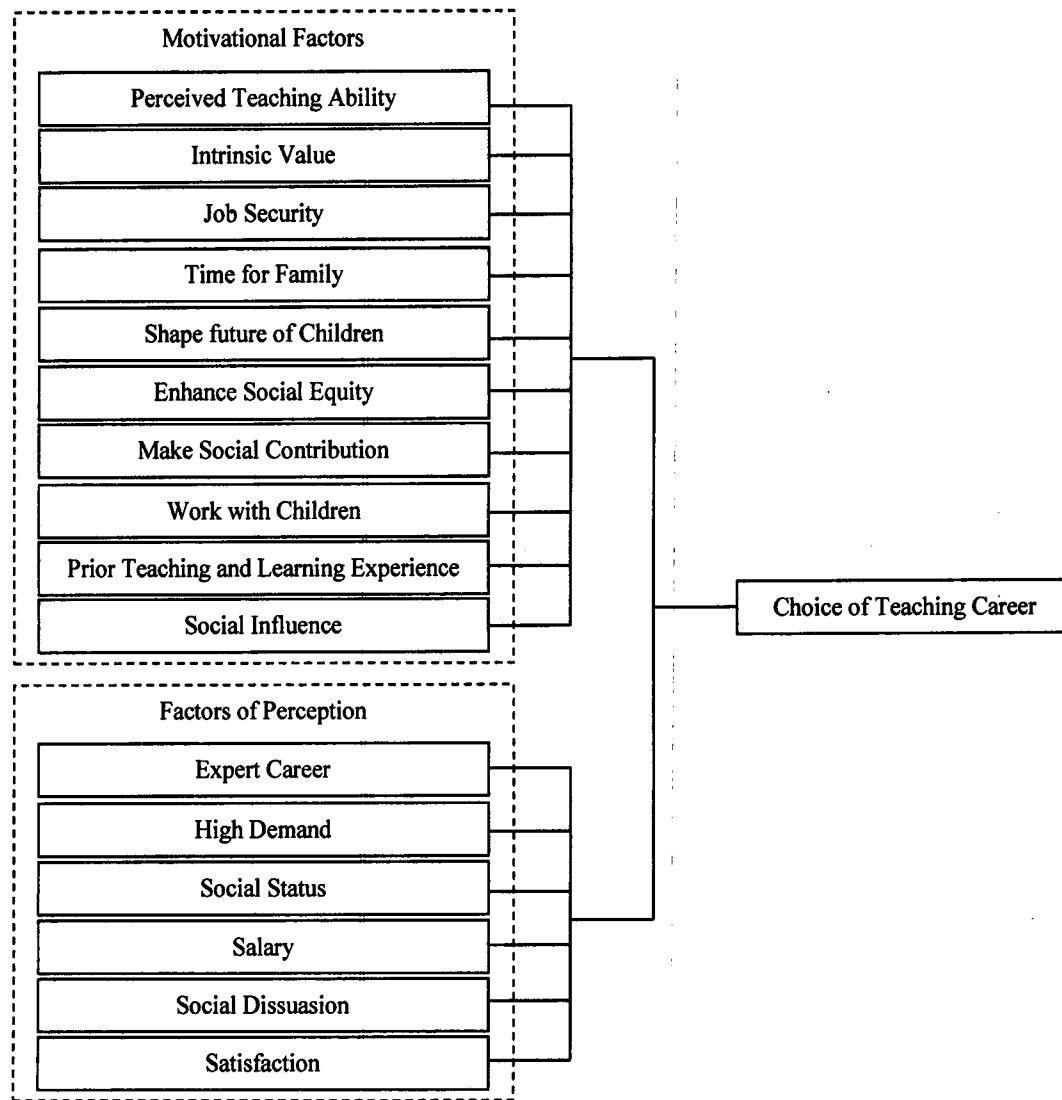 Motivational Factors
Perceived Teaching Ability
Intrinsic Value
Job Security
Time for Family
Shape future of Children
Enhance Social Equity
Make Social Contribution
Work with Children
Prior Teaching and Learning Experience
Social Influence
Choice of Teaching Career
Factors of Perception
Expert Career
High Demand
Social Status
Salary
Social Dissuasion
Satisfaction